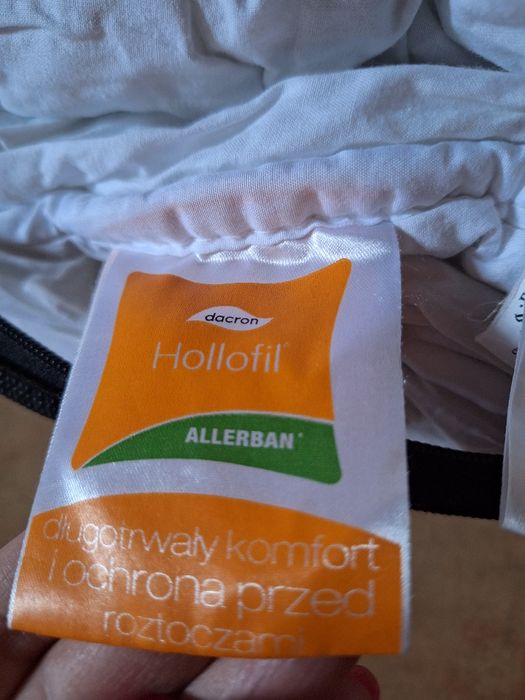 dacron
Hollofil®
ALLERBAN®
długotrwały komfort
i ochrona przed
roztoczami